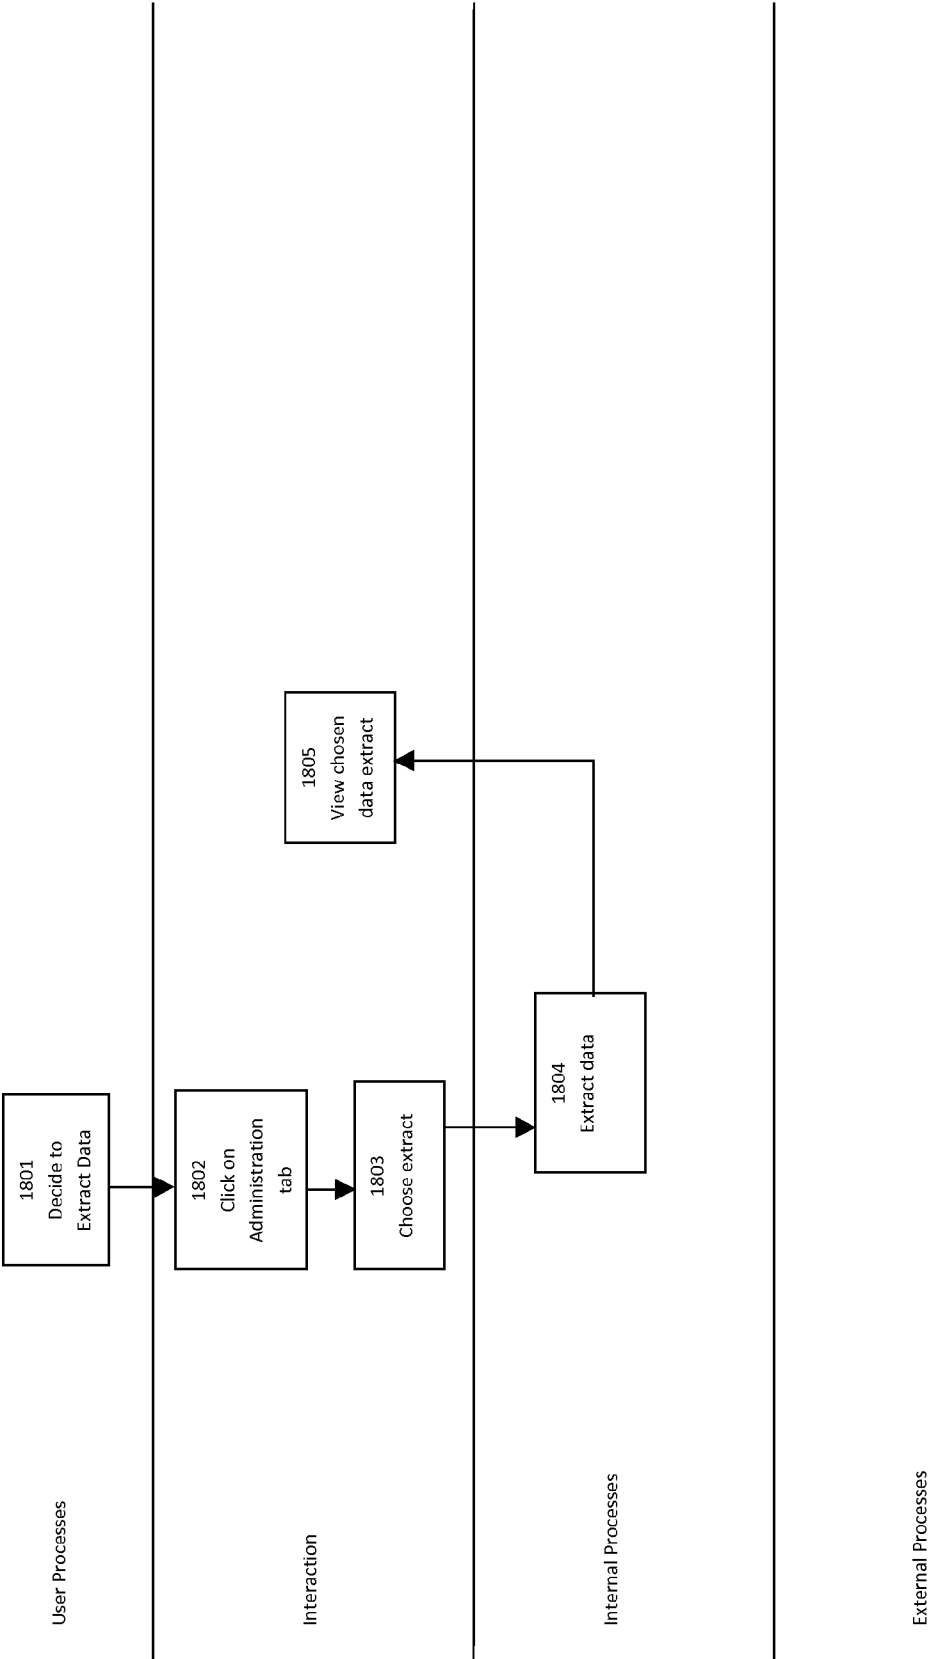 User Processes
1801
Decide to
Extract Data
Interaction
1802
Click on
Administration
tab
1803
Choose extract
1805
View chosen
data extract
Internal Processes
1804
Extract data
External Processes